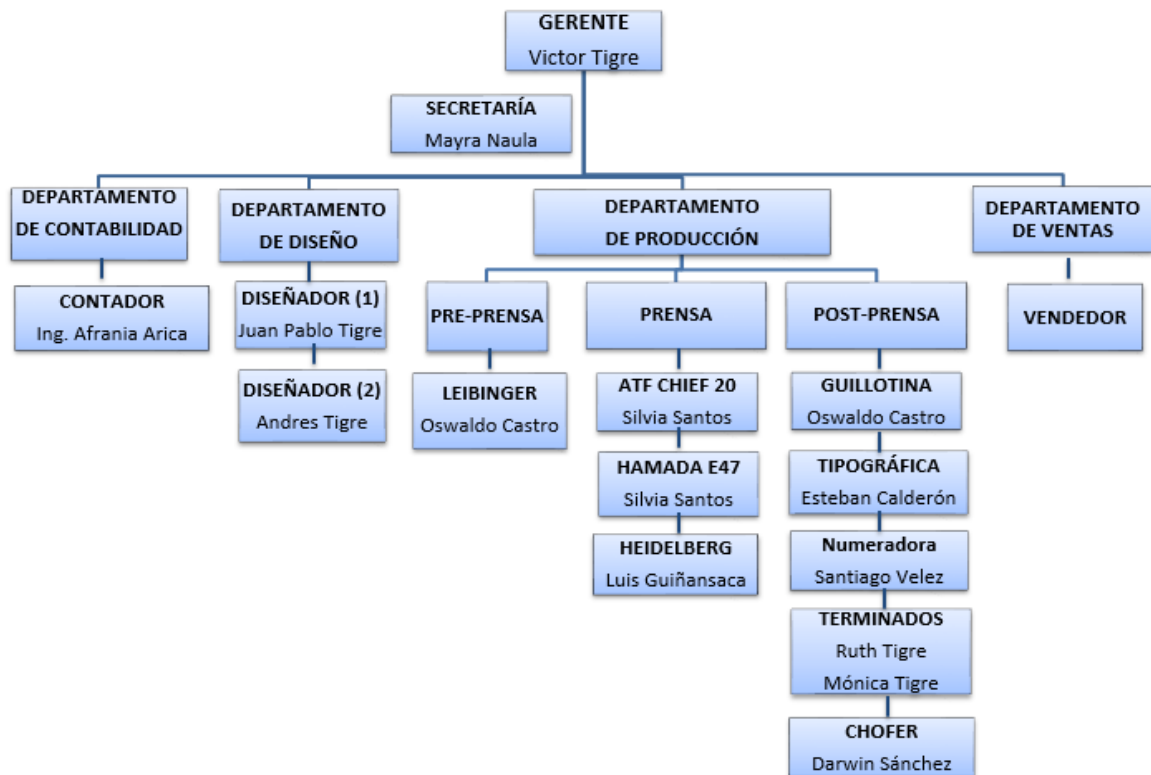 GERENTE
Victor Tigre
SECRETARÍA
Mayra Naula
DEPARTAMENTO
DE CONTABILIDAD
CONTADOR
Ing. Afrania Arica
DEPARTAMENTO
DE DISEÑO
DISEÑADOR (1)
Juan Pablo Tigre
DISEÑADOR (2)
Andres Tigre
DEPARTAMENTO
DE PRODUCCIÓN
PRE-PRENSA
LEIBINGER
Oswaldo Castro
PRENSA
ATF CHIEF 20
Silvia Santos
HAMADA E47
Silvia Santos
HEIDELBERG
Luis Guiñansaca
POST-PRENSA
GUILLOTINA
Oswaldo Castro
TIPOGRÁFICA
Esteban Calderón
Numeradora
Santiago Velez
TERMINADOS
Ruth Tigre
Mónica Tigre
CHOFER
Darwin Sánchez
DEPARTAMENTO
DE VENTAS
VENDEDOR